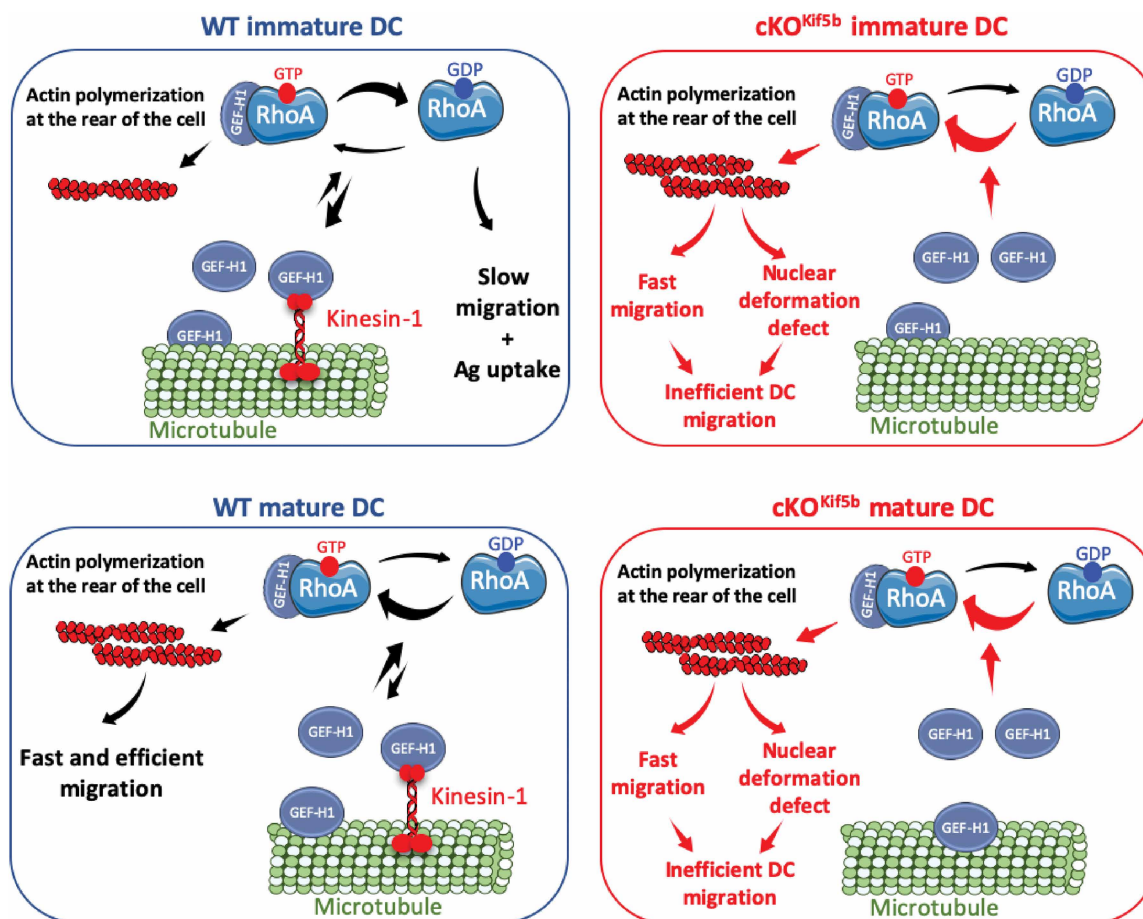 WT immature DC
Actin polymerization
at the rear of the cell
GEF-H1
GTP
RhoA
GDP
RhoA
GEF-H1
GEF-H1
GEF-H1
Kinesin-1
Slow
migration
+
Ag uptake
Microtubule
cKO^Kif5b immature DC
Actin polymerization
at the rear of the cell
GEF-H1
GTP
RhoA
GDP
RhoA
GEF-H1
GEF-H1
Fast
migration
Nuclear
deformation
defect
GEF-H1
Inefficient DC
migration
Microtubule
WT mature DC
Actin polymerization
at the rear of the cell
GEF-H1
GTP
RhoA
GDP
RhoA
GEF-H1
GEF-H1
Fast and efficient
migration
Kinesin-1
GEF-H1
Microtubule
cKO^Kif5b mature DC
Actin polymerization
at the rear of the cell
GEF-H1
GTP
RhoA
GDP
RhoA
GEF-H1
GEF-H1
Fast
migration
Nuclear
deformation
defect
GEF-H1
Inefficient DC
migration
Microtubule